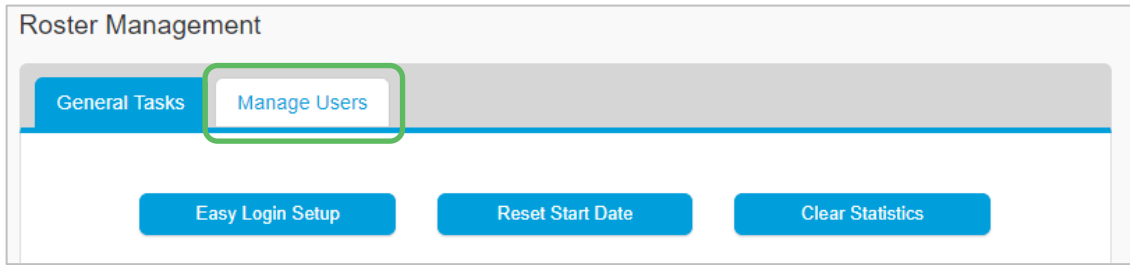 Roster Management
General Tasks Manage Users
Easy Login Setup Reset Start Date Clear Statistics